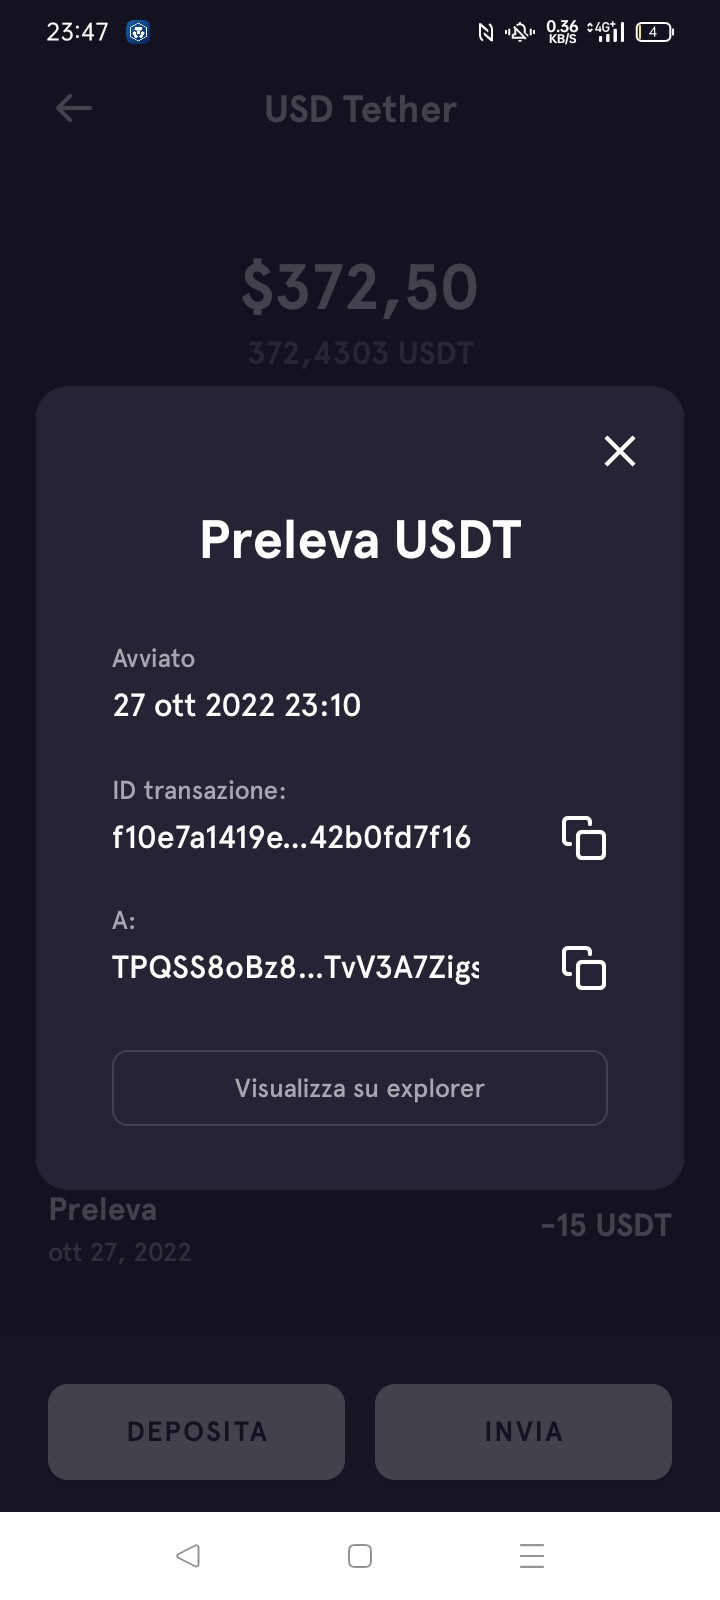 23:47
0.36
KB/S
4G+
4
USD Tether
$372,50
372,4303 USDT
Preleva USDT
Avviato
27 ott 2022 23:10
ID transazione:
f10e7a1419e...42b0fd7f16
A:
TPQSS8oBz8...TvV3A7Zigs
Visualizza su explorer
Preleva
-15 USDT
ott 27, 2022
DEPOSITA
INVIA